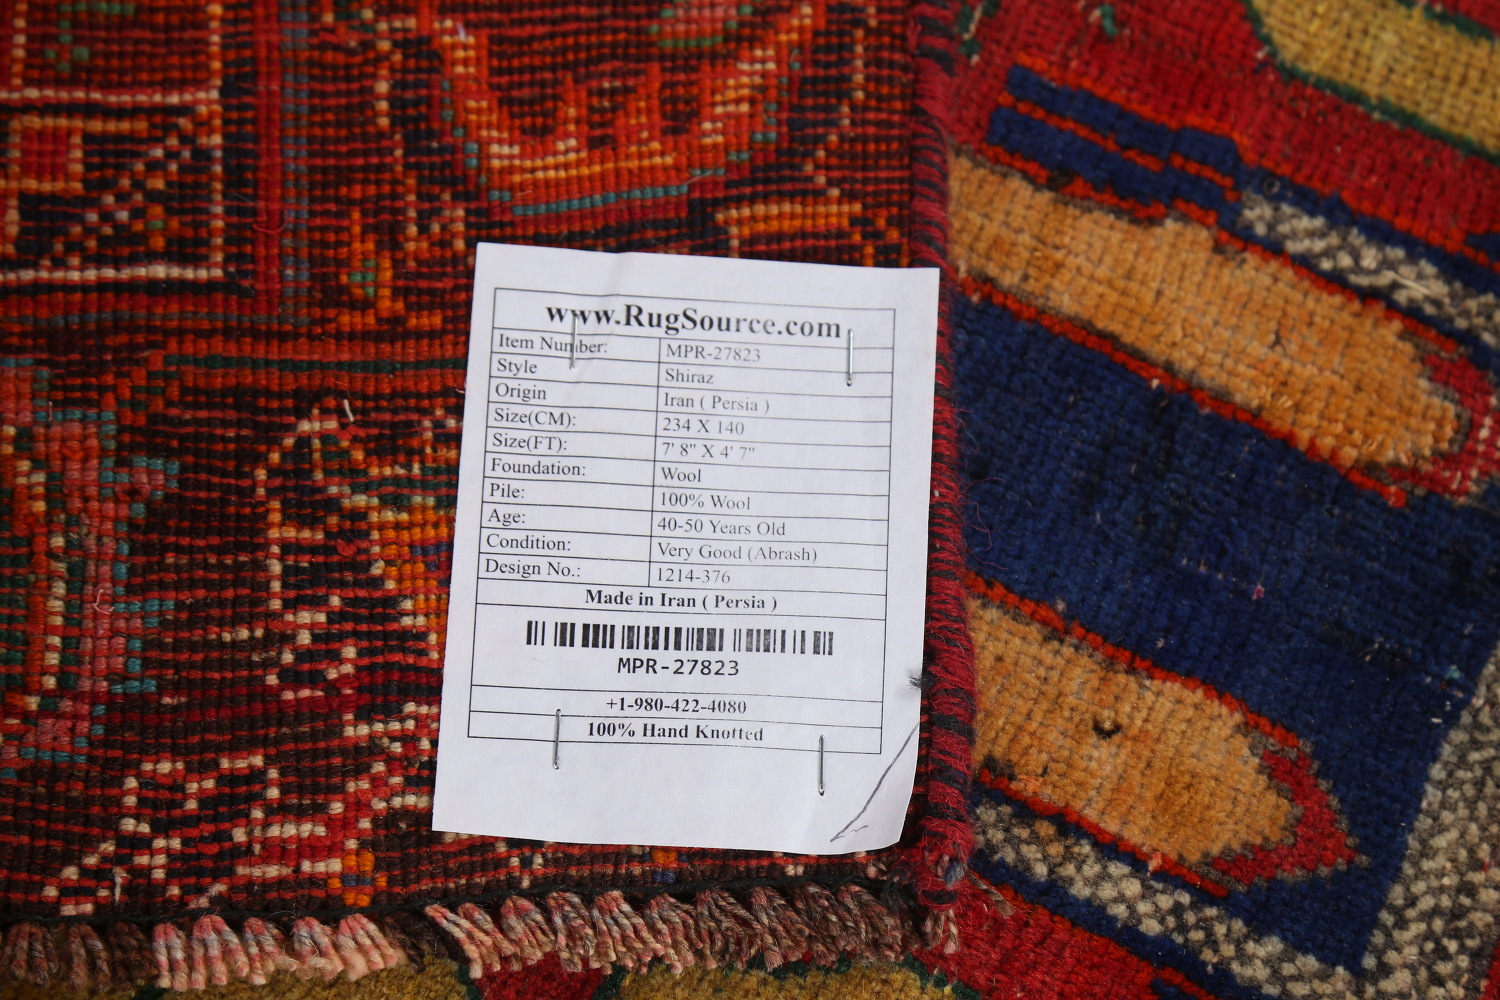 www.RugSource.com
Item Number: MPR-27823
Style Shiraz
Origin Iran ( Persia )
Size(CM): 234 X 140
Size(FT): 7' 8" X 4' 7"
Foundation: Wool
Pile: 100% Wool
Age: 40-50 Years Old
Condition: Very Good (Abrash)
Design No.: 1214-376
Made in Iran ( Persia )
MPR-27823
+1-980-422-4080
100% Hand Knotted